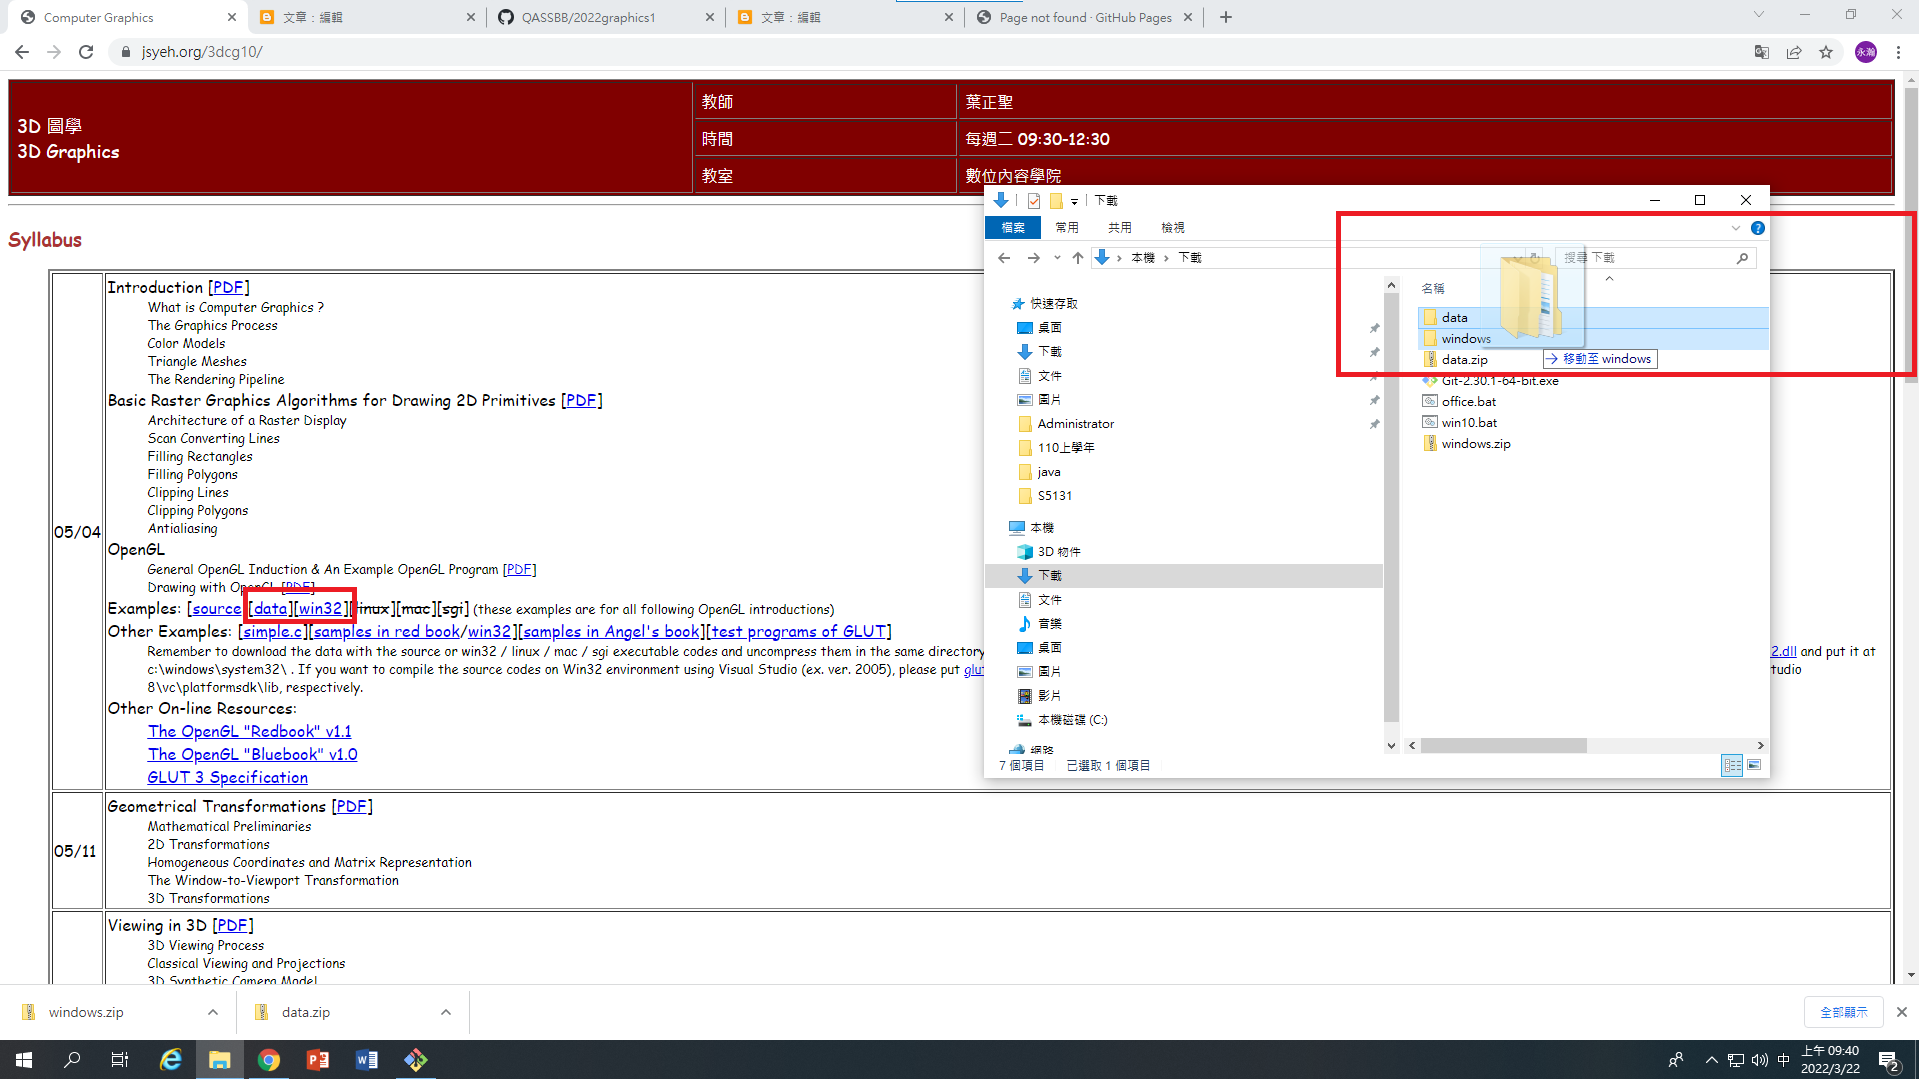 Computer Graphics
文章：編輯
QASSBB/2022graphics1
文章：編輯
Page not found · GitHub Pages
jsyeh.org/3dcg10/
永瀚
3D 圖學
3D Graphics
教師
葉正聖
時間
每週二 09:30-12:30
教室
數位內容學院
Syllabus
05/04
Introduction [PDF]
What is Computer Graphics ?
The Graphics Process
Color Models
Triangle Meshes
The Rendering Pipeline
Basic Raster Graphics Algorithms for Drawing 2D Primitives [PDF]
Architecture of a Raster Display
Scan Converting Lines
Filling Rectangles
Filling Polygons
Clipping Lines
Clipping Polygons
Antialiasing
OpenGL
General OpenGL Induction & An Example OpenGL Program [PDF]
Drawing with OpenGL [PDF]
Examples: [source][data][win32][linux][mac][sgi] (these examples are for all following OpenGL introductions)
Other Examples: [simple.c][samples in red book/win32][samples in Angel's book][test programs of GLUT]
Remember to download the data with the source or win32 / linux / mac / sgi executable codes and uncompress them in the same directory
2.dll and put it at
c:\windows\system32\ . If you want to compile the source codes on Win32 environment using Visual Studio (ex. ver. 2005), please put glu
tudio
8\vc\platformsdk\lib, respectively.
Other On-line Resources:
The OpenGL "Redbook" v1.1
The OpenGL "Bluebook" v1.0
GLUT 3 Specification
05/11
Geometrical Transformations [PDF]
Mathematical Preliminaries
2D Transformations
Homogeneous Coordinates and Matrix Representation
The Window-to-Viewport Transformation
3D Transformations
Viewing in 3D [PDF]
3D Viewing Process
Classical Viewing and Projections
3D Synthetic Camera Model
下載
檔案
常用
共用
檢視
本機 › 下載
搜尋 下載
快速存取
桌面
下載
文件
圖片
Administrator
110上學年
java
S5131
本機
3D 物件
下載
文件
音樂
桌面
圖片
影片
本機磁碟 (C:)
網路
名稱
data
windows
data.zip
移動至 windows
Git-2.30.1-64-bit.exe
office.bat
win10.bat
windows.zip
7 個項目
已選取 1 個項目
windows.zip
data.zip
全部顯示
中
上午 09:40
2022/3/22
2